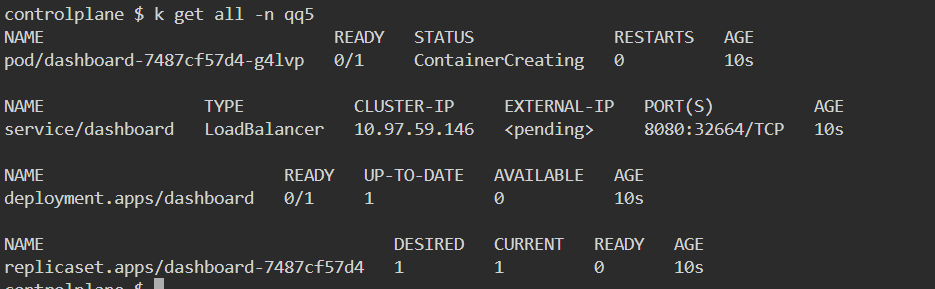 controlplane $ k get all -n qq5
NAME READY STATUS RESTARTS AGE
pod/dashboard-7487cf57d4-g4lvp 0/1 ContainerCreating 0 10s
NAME TYPE CLUSTER-IP EXTERNAL-IP PORT(S) AGE
service/dashboard LoadBalancer 10.97.59.146 <pending> 8080:32664/TCP 10s
NAME READY UP-TO-DATE AVAILABLE AGE
deployment.apps/dashboard 0/1 1 0 10s
NAME DESIRED CURRENT READY AGE
replicaset.apps/dashboard-7487cf57d4 1 1 0 10s
controlplane $